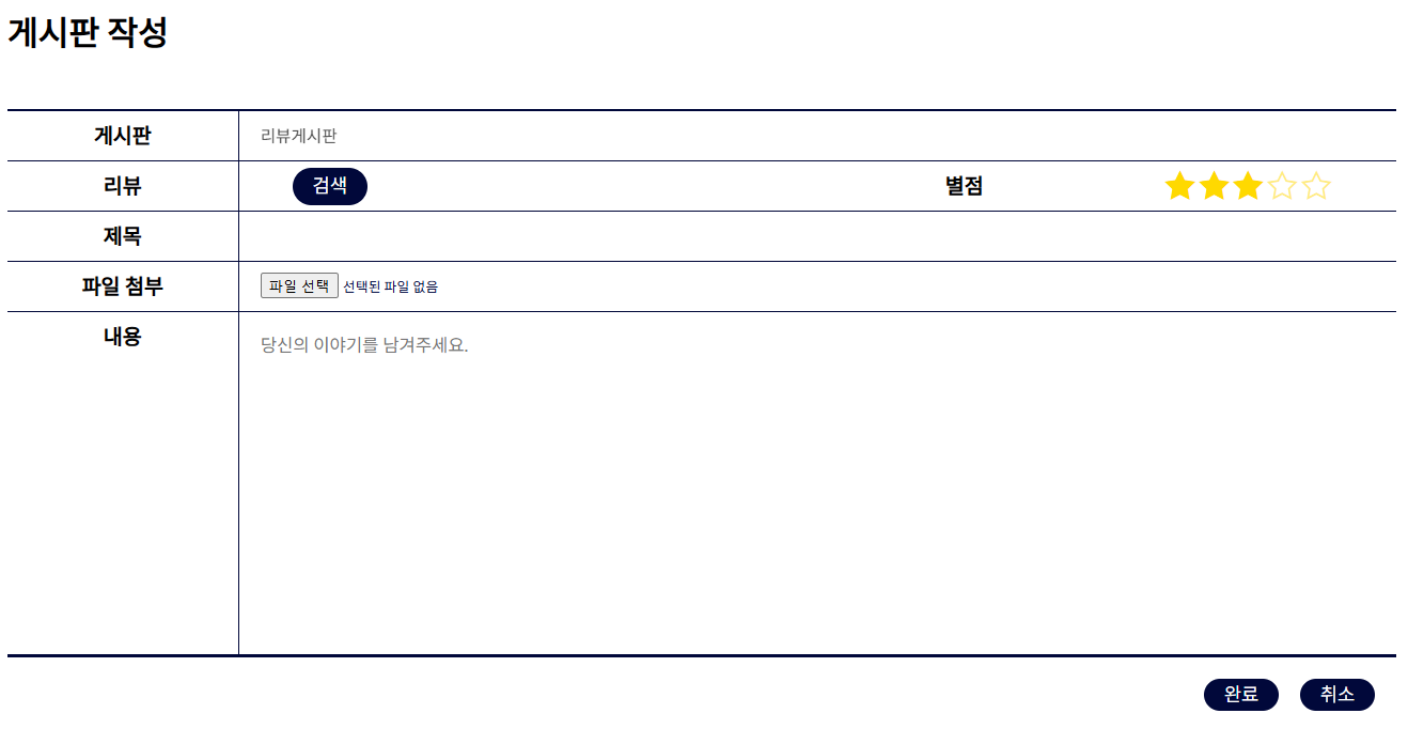 게시판 작성
게시판 리뷰게시판
리뷰 검색 별점
제목
파일 첨부 파일 선택 선택된 파일 없음
내용 당신의 이야기를 남겨주세요.
완료 취소